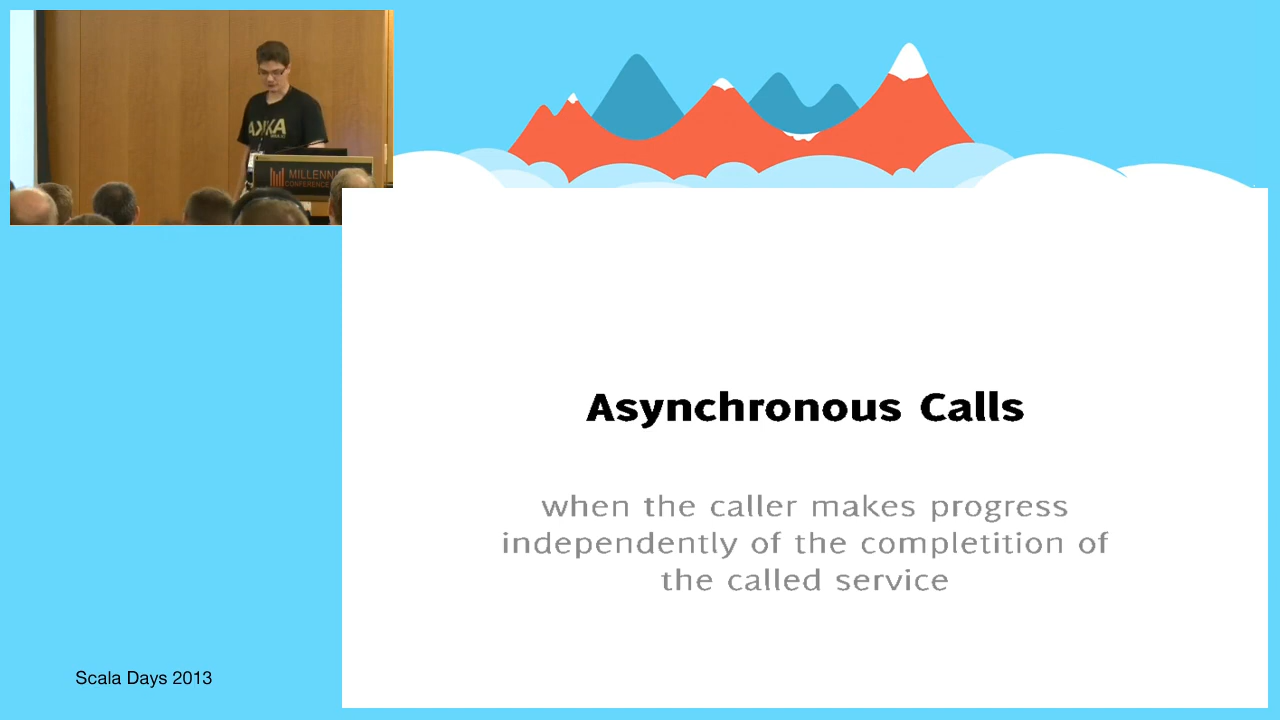 AKKA
MILLENNI
CONFERENCE
Asynchronous Calls
when the caller makes progress
independently of the completition of
the called service
Scala Days 2013